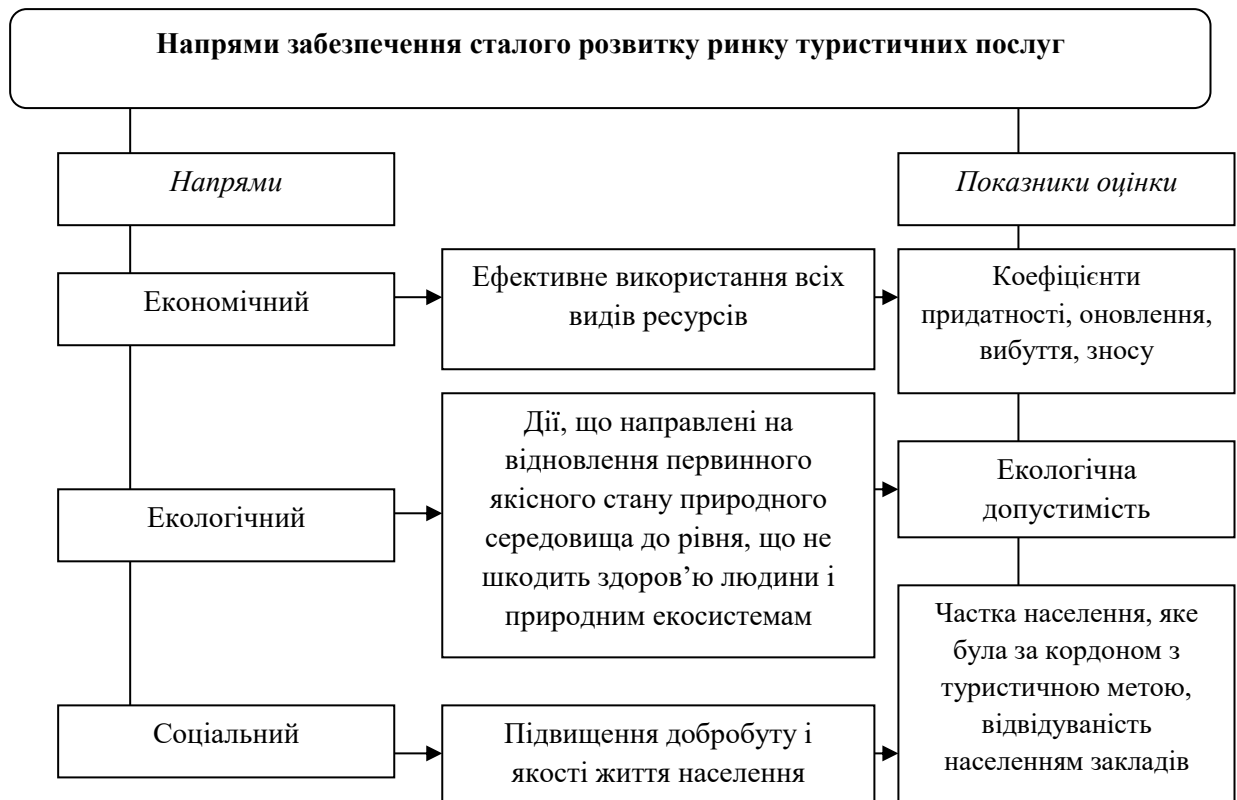 Напрями забезпечення сталого розвитку ринку туристичних послуг
Напрями
Показники оцінки
Економічний
Ефективне використання всіх
видів ресурсів
Коефіцієнти
придатності, оновлення,
вибуття, зносу
Екологічний
Дії, що направлені на
відновлення первинного
якісного стану природного
середовища до рівня, що не
шкодить здоров’ю людини і
природним екосистемам
Екологічна
допустимість
Соціальний
Підвищення добробуту і
якості життя населення
Частка населення, яке
була за кордоном з
туристичною метою,
відвідуваність
населенням закладів